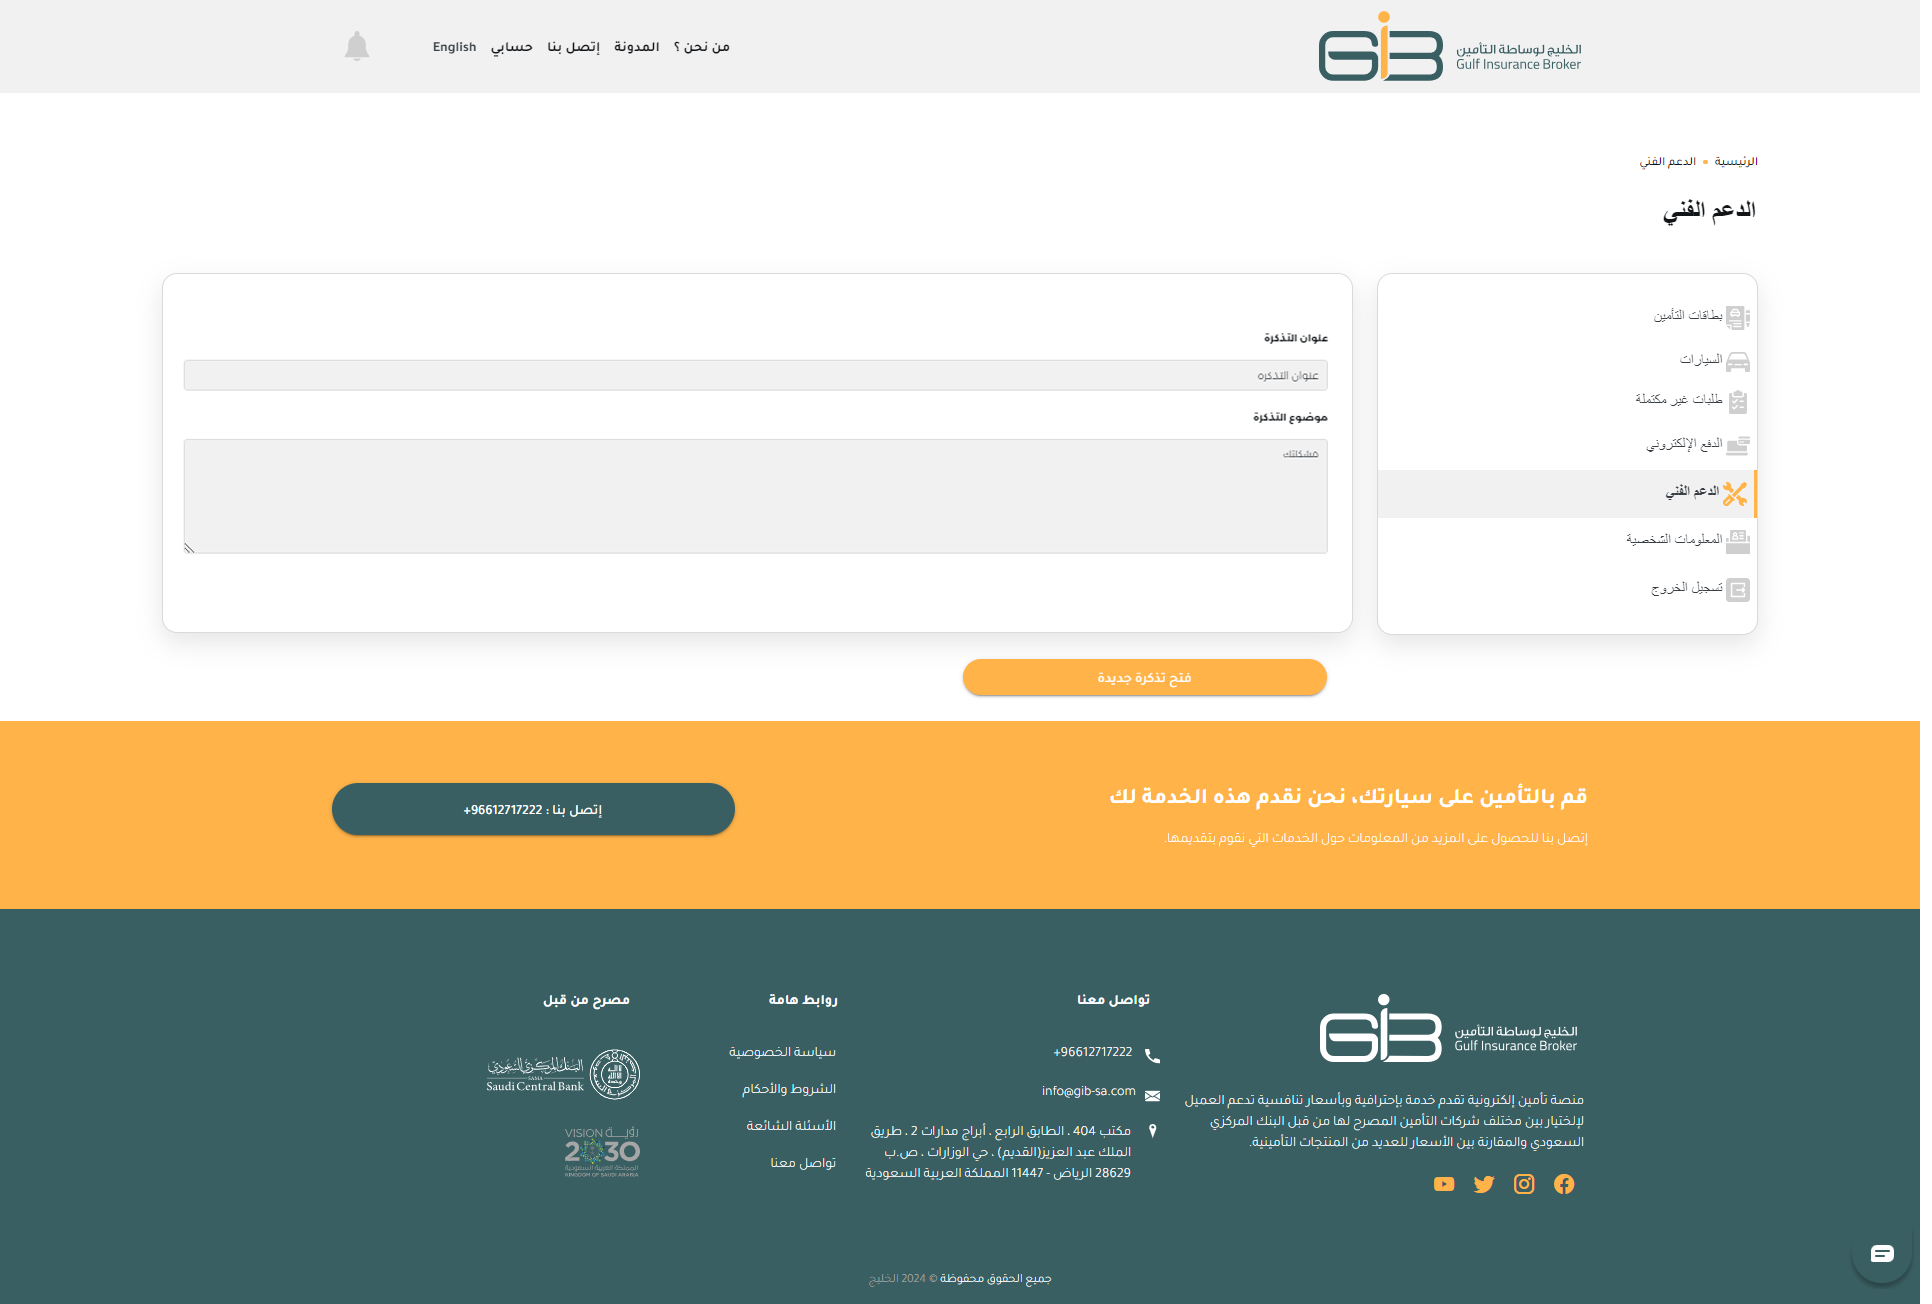 الخليج لوساطة التأمين
Gulf Insurance Broker
من نحن ؟
المدونة
إتصل بنا
حسابي
English
الرئيسية • الدعم الفني
الدعم الفني
بطاقات التأمين
السيارات
طلبات غير مكتملة
الدفع الإلكتروني
الدعم الفني
المعلومات الشخصية
تسجيل الخروج
عنوان التذكرة
عنوان التذكره
موضوع التذكرة
مشكلتك
فتح تذكرة جديدة
قم بالتأمين على سيارتك، نحن نقدم هذه الخدمة لك
إتصل بنا للحصول على المزيد من المعلومات حول الخدمات التي نقوم بتقديمها.
إتصل بنا : 96612717222+
GIB
الخليج لوساطة التأمين
Gulf Insurance Broker
منصة تأمين إلكترونية تقدم خدمة بإحترافية وبأسعار تنافسية تدعم العميل
لإختيار بين مختلف شركات التأمين المصرح لها من قبل البنك المركزي
السعودي والمقارنة بين الأسعار للعديد من المنتجات التأمينية.
تواصل معنا
96612717222+
info@gib-sa.com
مكتب 404 ، الطابق الرابع ، أبراج مدارات 2 ، طريق
الملك عبد العزيز(القديم) ، حي الوزارات ، ص.ب
28629 الرياض - 11447 المملكة العربية السعودية
روابط هامة
سياسة الخصوصية
الشروط والأحكام
الأسئلة الشائعة
تواصل معنا
مصرح من قبل
البنك المركزي السعودي
SAMA
Saudi Central Bank
VISION رؤيـــة
2030
المملكة العربية السعودية
KINGDOM OF SAUDI ARABIA
جميع الحقوق محفوظة © 2024 الخليج